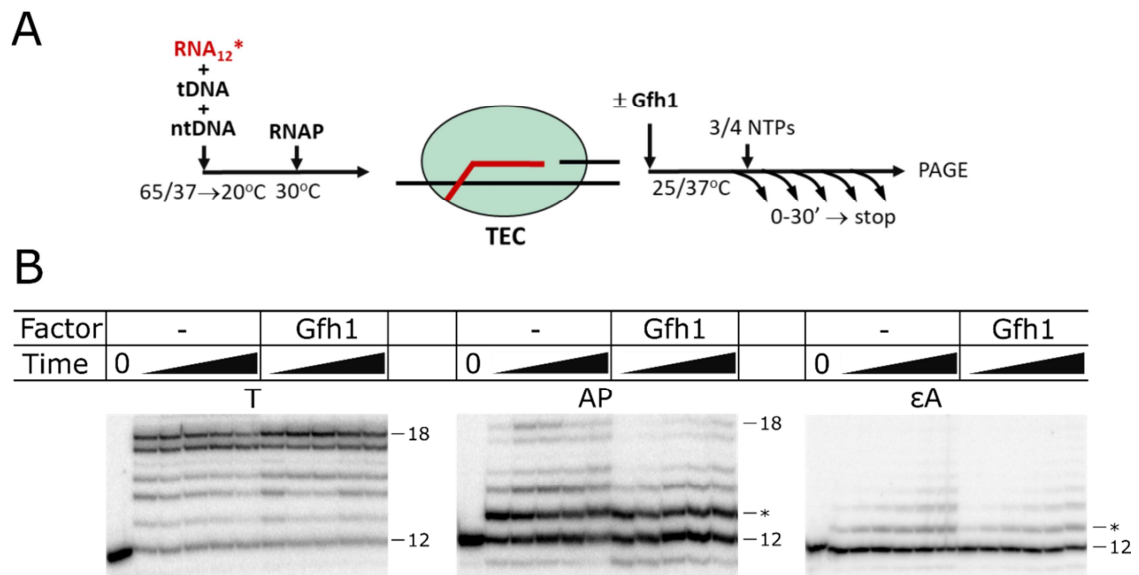 A
RNA12*
+
tDNA
+
ntDNA
RNAP
65/37→20°C
30°C
TEC
± Gfh1
3/4 NTPs
25/37°C
0-30' → stop
PAGE
B
Factor - Gfh1 - Gfh1 - Gfh1
Time 0 0 0
T AP εA
-18 -18
-* -*
-12 -12 -12